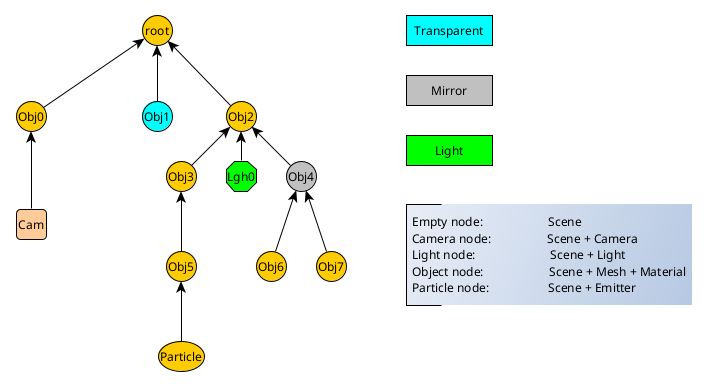 root
Transparent
Mirror
Obj0
Obj1
Obj2
Light
Obj3
Lgh0
Obj4
Cam
Empty node: Scene
Camera node: Scene + Camera
Light node: Scene + Light
Object node: Scene + Mesh + Material
Particle node: Scene + Emitter
Obj5
Obj6
Obj7
Particle